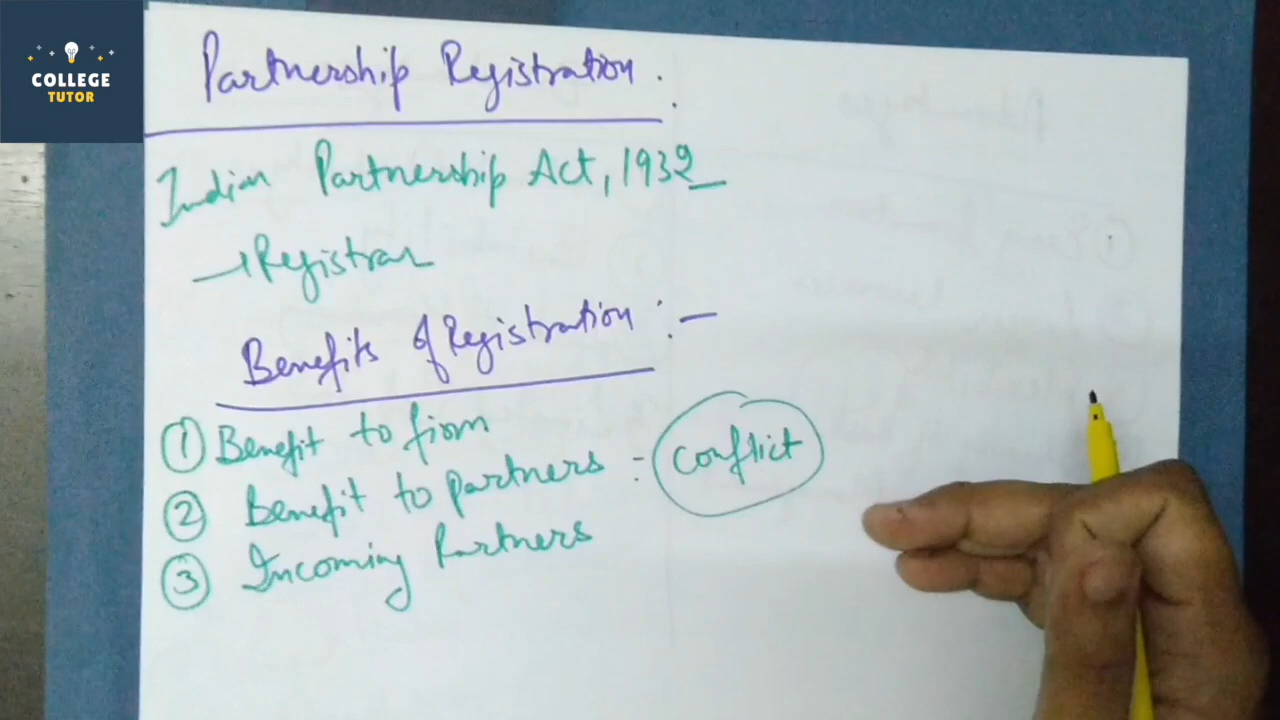 COLLEGE
TUTOR
Partnership Registration :
Indian Partnership Act, 1932
→ Registrar
Benefits of Registration :-
① Benefit to firm
② Benefit to partners : Conflict
③ Incoming Partners